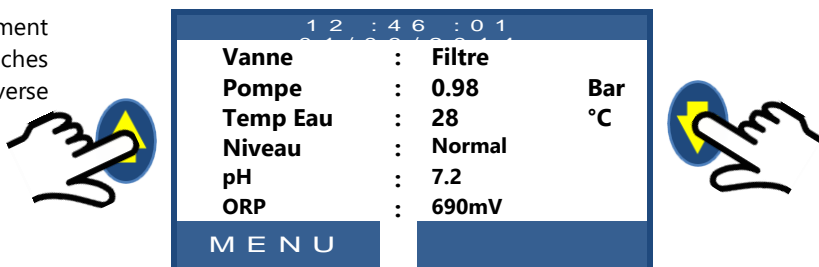 ment
ches
verse
12 :46 :01
Vanne : Filtre
Pompe : 0.98 Bar
Temp Eau : 28 °C
Niveau : Normal
pH : 7.2
ORP : 690mV
MENU